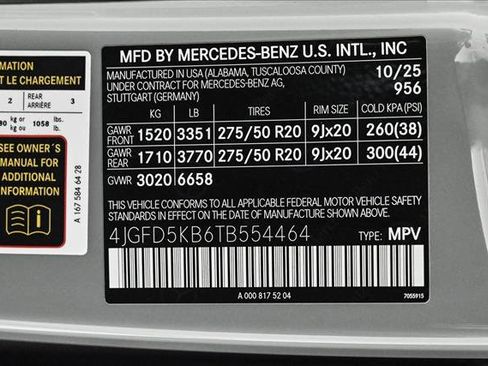 MATION
T LE CHARGEMENT
2 REAR ARRIÈRE 3
80 kg or ou 1058 lbs. lb.
SEE OWNER´S
MANUAL FOR
ADDITIONAL
INFORMATION
A 167 584 64 28
MFD BY MERCEDES-BENZ U.S. INTL., INC
MANUFACTURED IN USA (ALABAMA, TUSCALOOSA COUNTY) 10/25
UNDER CONTRACT FOR MERCEDES-BENZ AG, 956
STUTTGART (GERMANY)
KG LB TIRES RIM SIZE COLD KPA (PSI)
GAWR FRONT 1520 3351 275/50 R20 9Jx20 260(38)
GAWR REAR 1710 3770 275/50 R20 9Jx20 300(44)
GVWR 3020 6658
THIS VEHICLE CONFORMS TO ALL APPLICABLE FEDERAL MOTOR VEHICLE SAFETY
STANDARDS IN EFFECT ON THE DATE OF MANUFACTURE SHOWN ABOVE.
4JGFD5KB6TB554464 TYPE: MPV
A 000 817 52 04
7055915